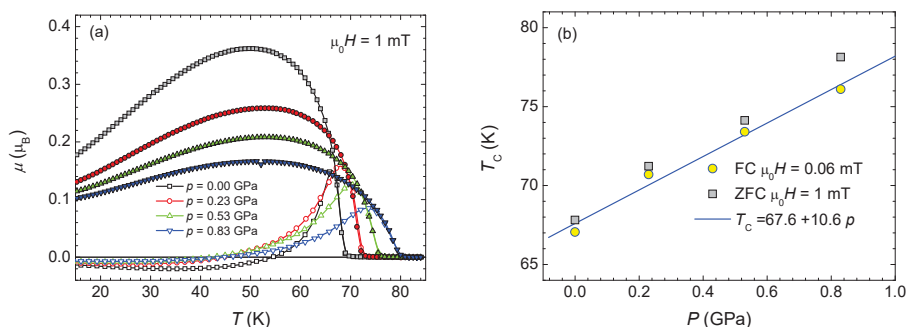 (a)
μ₀H = 1 mT
0.4
0.3
0.2
0.1
0.0
μ (μB)
p = 0.00 GPa
p = 0.23 GPa
p = 0.53 GPa
p = 0.83 GPa
20 30 40 50 60 70 80
T (K)
(b)
80
75
70
65
TC (K)
FC μ₀H = 0.06 mT
ZFC μ₀H = 1 mT
TC =67.6 +10.6 p
0.0 0.2 0.4 0.6 0.8 1.0
P (GPa)